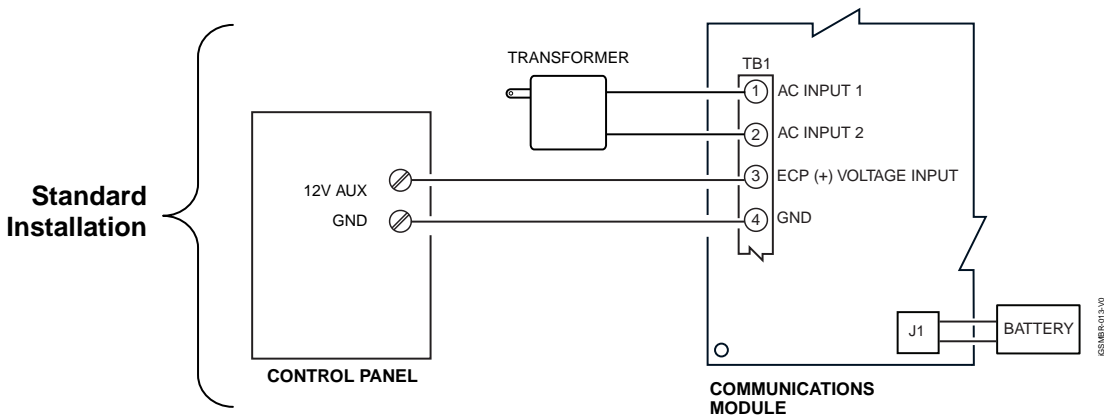 Standard
Installation
TRANSFORMER
TB1
1 AC INPUT 1
2 AC INPUT 2
3 ECP (+) VOLTAGE INPUT
4 GND
12V AUX
GND
CONTROL PANEL
J1
BATTERY
COMMUNICATIONS
MODULE
iGSMBR-013-V0